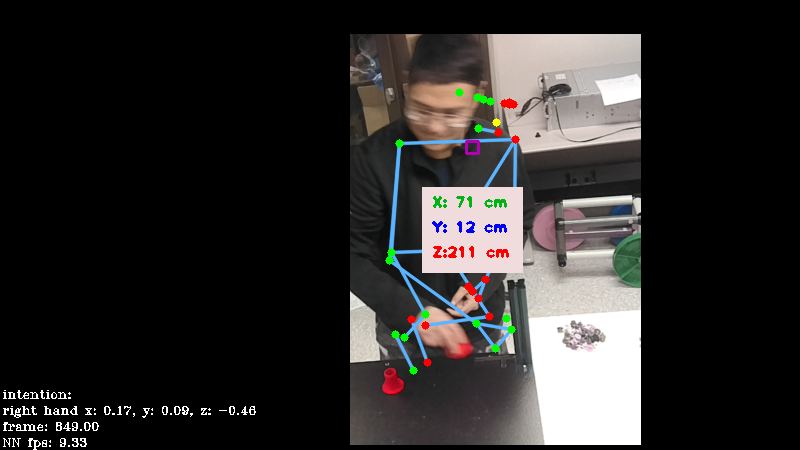 X: 71 cm
Y: 12 cm
Z:211 cm
intention:
right hand x: 0.17, y: 0.09, z: -0.46
frame: 849.00
NN fps: 9.33